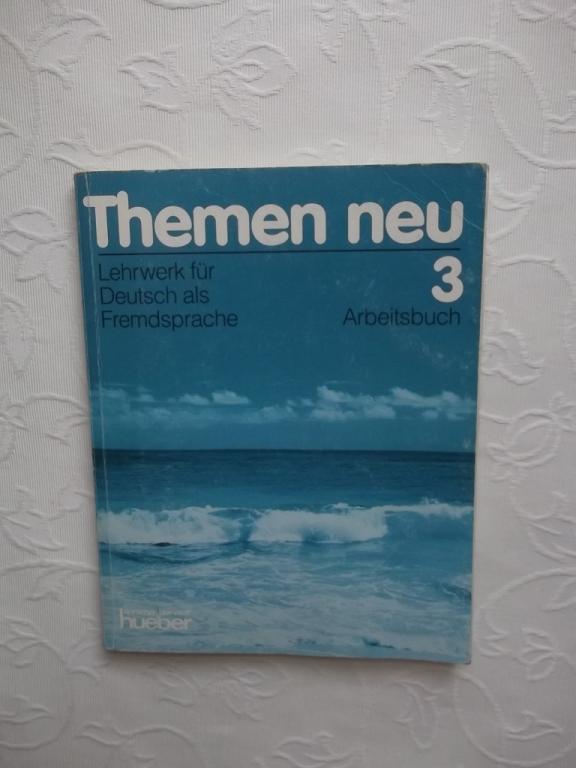 Themen neu
3
Lehrwerk für
Deutsch als
Fremdsprache
Arbeitsbuch
hueber